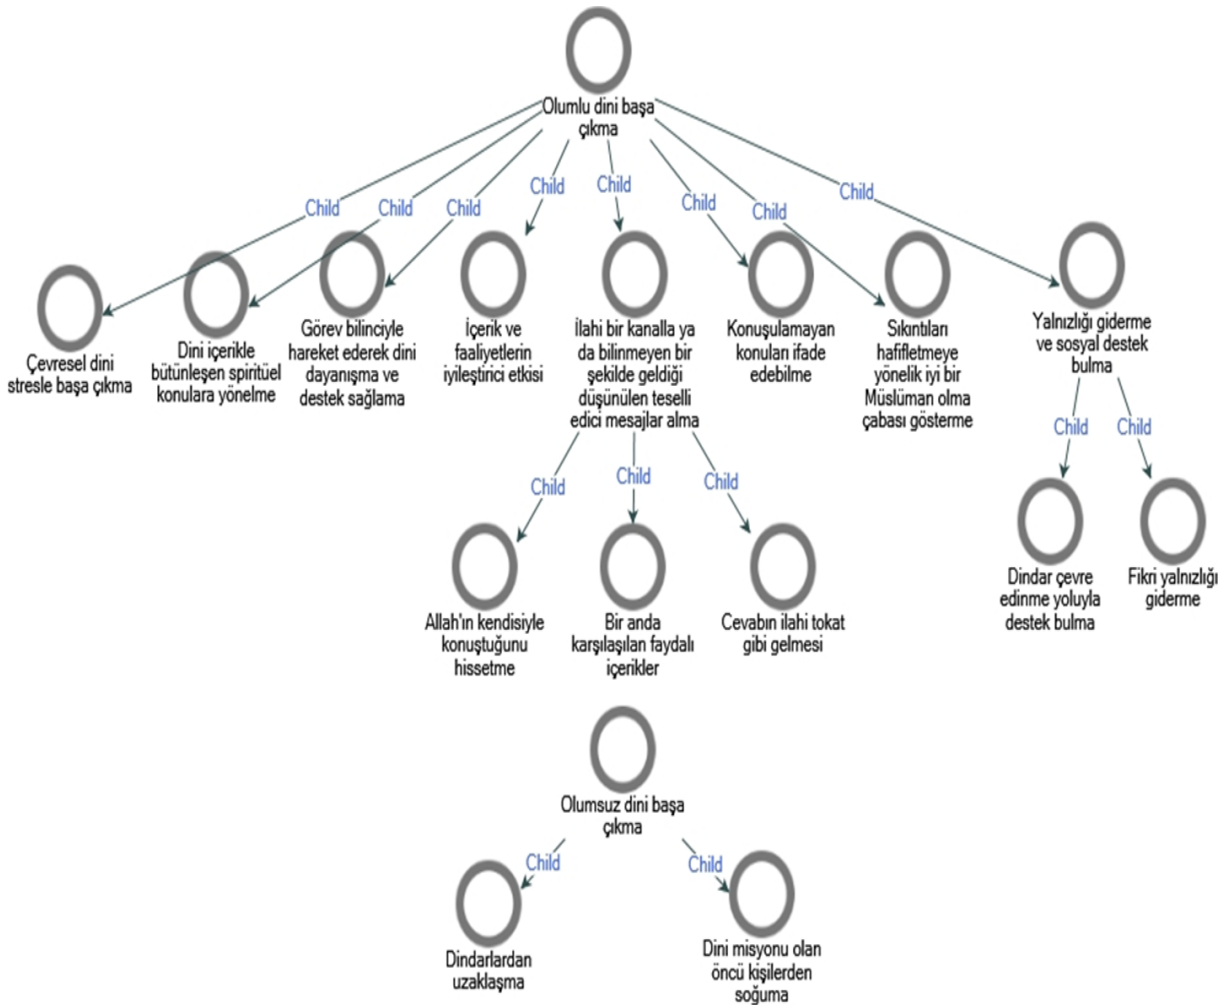 Olumlu dini başa
çıkma
Child
Child
Child
Child
Child
Child
Child
Child
Çevresel dini
stresle başa çıkma
Dini içerikle
bütünleşen spiritüel
konulara yönelme
Görev bilinciyle
hareket ederek dini
dayanışma ve
destek sağlama
İçerik ve
faaliyetlerin
iyileştirici etkisi
İlahi bir kanalla ya
da bilinmeyen bir
şekilde geldiği
düşünülen teselli
edici mesajlar alma
Konuşulamayan
konuları ifade
edebilme
Sıkıntıları
hafifletmeye
yönelik iyi bir
Müslüman olma
çabası gösterme
Yalnızlığı giderme
ve sosyal destek
bulma
Child
Child
Child
Child
Child
Allah'ın kendisiyle
konuştuğunu
hissetme
Bir anda
karşılaşılan faydalı
içerikler
Cevabın ilahi tokat
gibi gelmesi
Dindar çevre
edinme yoluyla
destek bulma
Fikri yalnızlığı
giderme
Olumsuz dini başa
çıkma
Child
Child
Dindarlardan
uzaklaşma
Dini misyonu olan
öncü kişilerden
soğuma